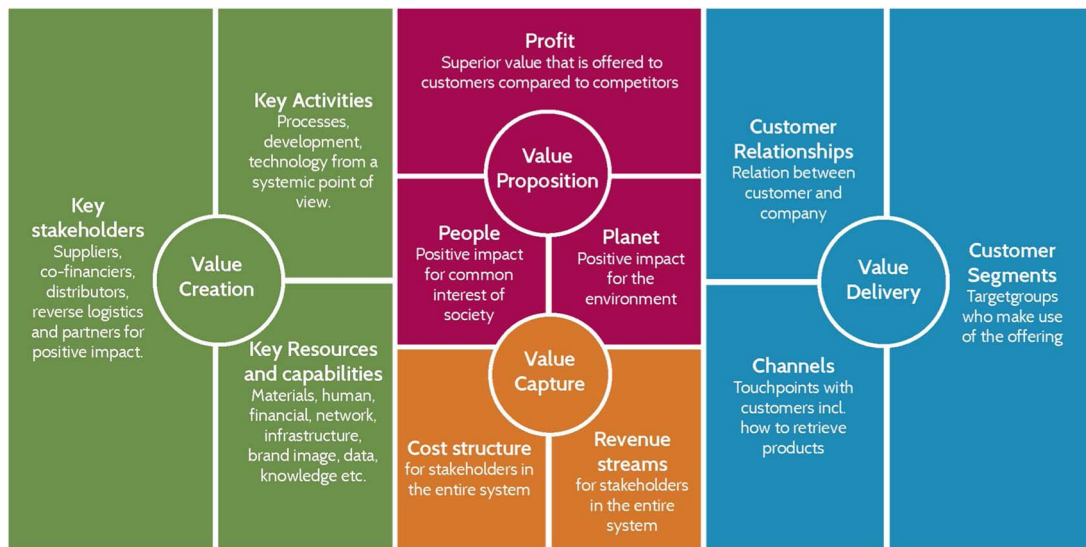 Key
stakeholders
Suppliers,
co-financiers,
distributors,
reverse logistics
and partners for
positive impact.
Key Activities
Processes,
development,
technology from a
systemic point of
view.
Value
Creation
Key Resources
and capabilities
Materials, human,
financial, network,
infrastructure,
brand image, data,
knowledge etc.
Profit
Superior value that is offered to
customers compared to competitors
Value
Proposition
People
Positive impact
for common
interest of
society
Planet
Positive impact
for the
environment
Value
Capture
Cost structure
for stakeholders in
the entire system
Revenue
streams
for stakeholders
in the entire
system
Customer
Relationships
Relation between
customer and
company
Value
Delivery
Channels
Touchpoints with
customers incl.
how to retrieve
products
Customer
Segments
Targetgroups
who make use
of the offering